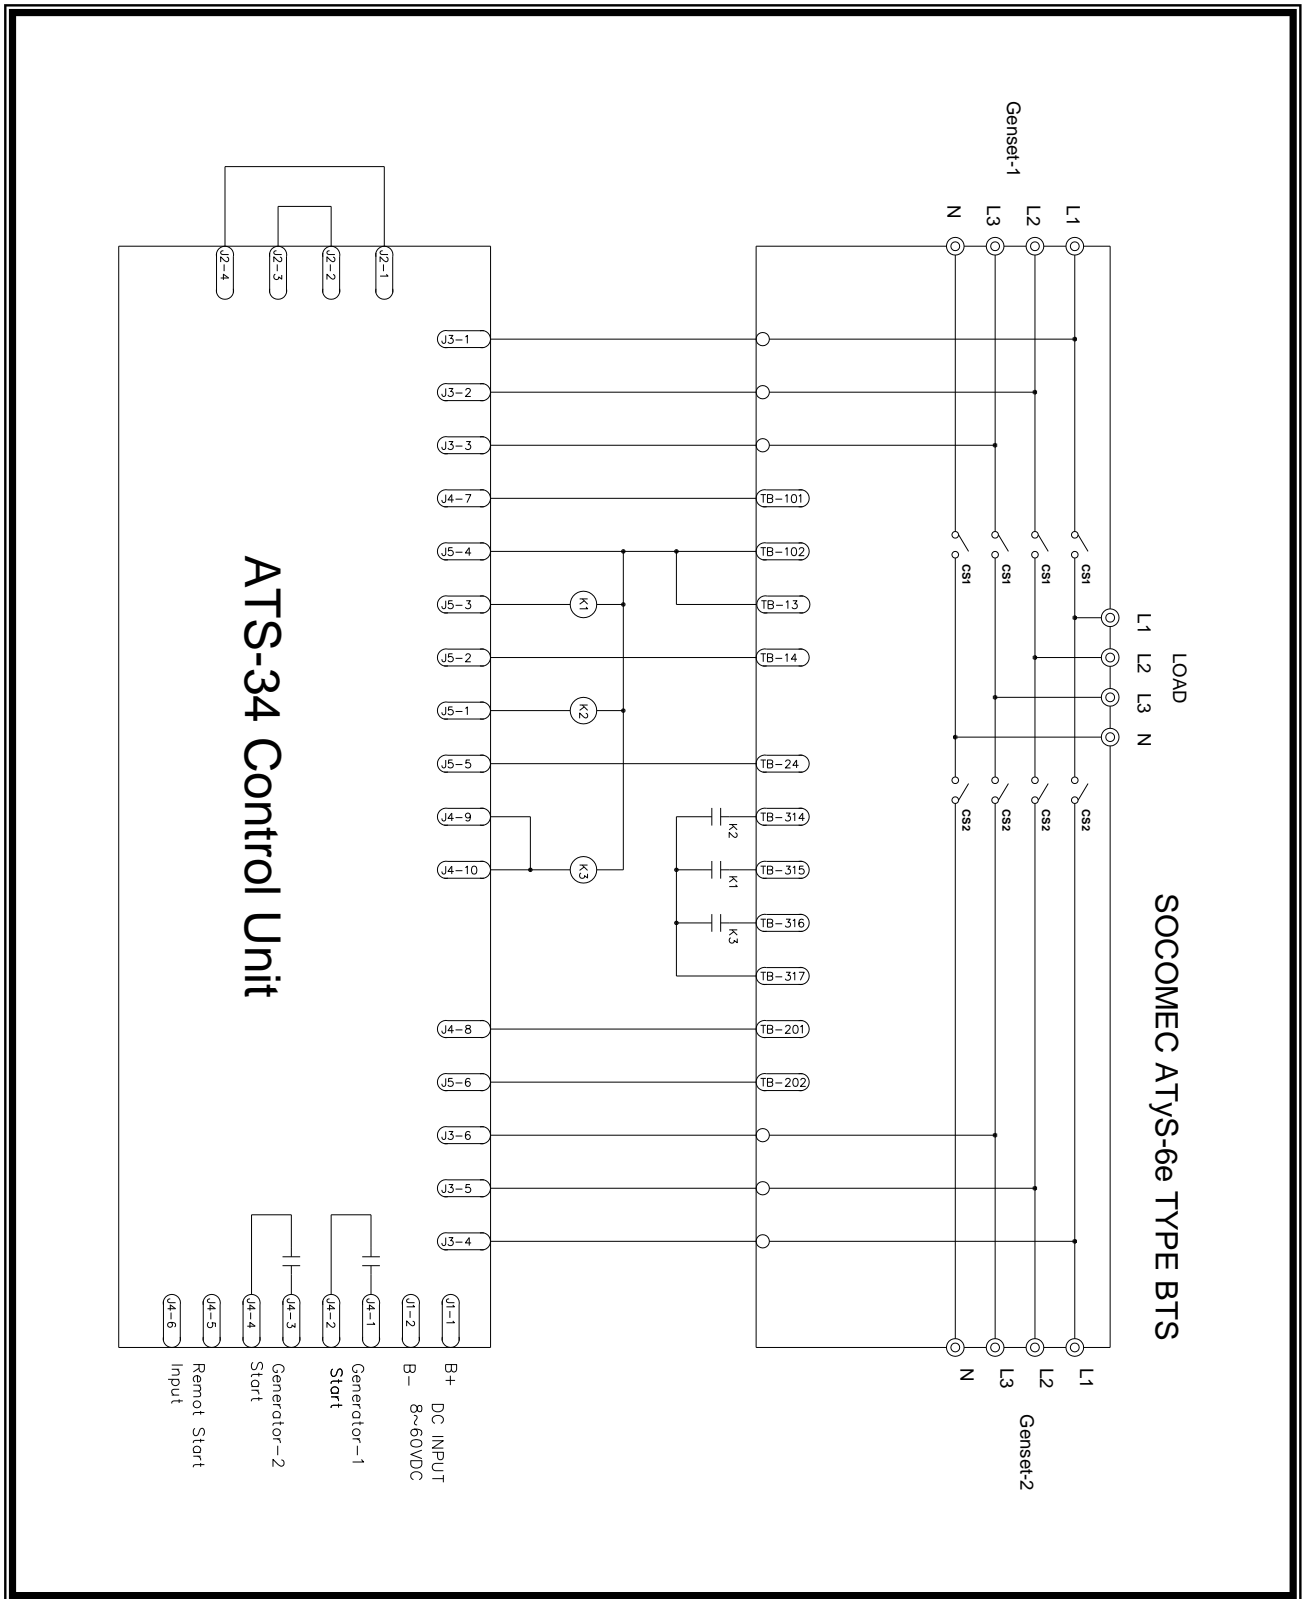 SOCOMEC ATyS-6e TYPE BTS
LOAD
L1
L2
L3
N
Genset-1
L1
L2
L3
N
CS1
CS1
CS1
CS1
CS2
CS2
CS2
CS2
L1
L2
L3
N
Genset-2
TB-101
TB-102
TB-13
TB-14
TB-24
TB-314
TB-315
TB-316
TB-317
TB-201
TB-202
K2
K1
K3
K1
K2
K3
J3-1
J3-2
J3-3
J4-7
J5-4
J5-3
J5-2
J5-1
J5-5
J4-9
J4-10
J4-8
J5-6
J3-6
J3-5
J3-4
J2-1
J2-2
J2-3
J2-4
ATS-34 Control Unit
J1-1
B+
DC INPUT
J1-2
B-
8~60VDC
J4-1
J4-2
Generator-1
Start
J4-3
J4-4
Generator-2
Start
J4-5
J4-6
Remot Start
Input